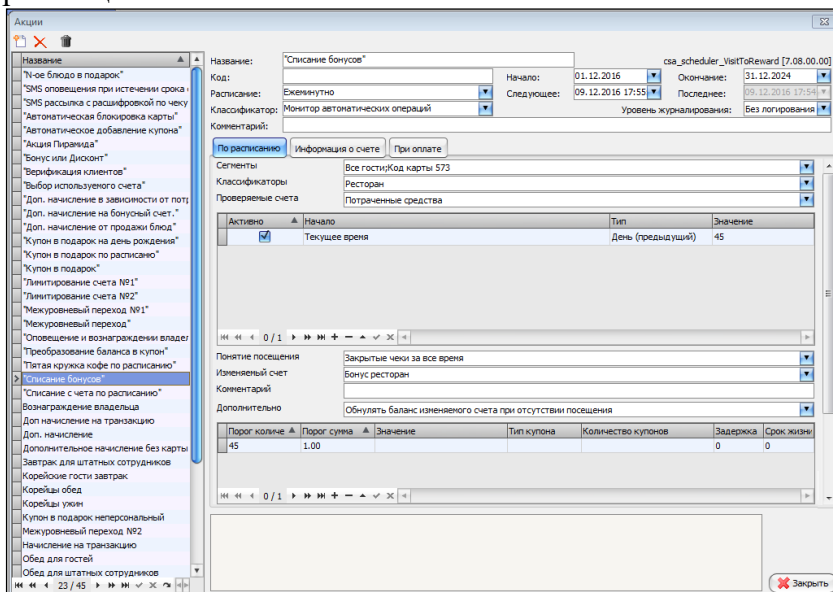 Акции
Название
"N-ое блюдо в подарок"
"SMS оповещения при истечении срока
"SMS рассылка с расшифровкой по чеку
"Автоматическая блокировка карты"
"Автоматическое добавление купона"
"Акция Пирамида"
"Бонус или Дисконт"
"Верификация клиентов"
"Выбор используемого счета"
"Доп. начисление в зависимости от пот
"Доп. начисление на бонусный счет."
"Доп. начисление от продажи блюд"
"Купон в подарок на день рождения"
"Купон в подарок по расписаню"
"Купон в подарок"
"Лимитирование счета №1"
"Лимитирование счета №2"
"Межуровневый переход №1"
"Межуровневый переход"
"Оповещение и вознаграждении владел
"Преобразование баланса в купон"
"Пятая кружка кофе по расписанию"
"Списание бонусов"
"Списание с чета по расписанию"
Вознаграждение владельца
Доп начисление на транзакцию
Доп. начисление
Дополнительное начисление без карты
Завтрак для штатных сотрудников
Корейские гости завтрак
Корейцы обед
Корейцы ужин
Купон в подарок неперсональный
Межуровневый переход №2
Начисление на транзакцию
Обед для гостей
Обед для штатных сотрудников
23 / 45
Название: "Списание бонусов" csa_scheduler_VisitToReward [7.08.00.00]
Код: Начало: 01.12.2016 Окончание: 31.12.2024
Расписание: Ежеминутно Следующее: 09.12.2016 17:55 Последнее: 09.12.2016 17:54
Классификатор: Монитор автоматических операций Уровень журналирования: Без логирования
Комментарий:
По расписанию Информация о счете При оплате
Сегменты Все гости;Код карты 573
Классификаторы Ресторан
Проверяемые счета Потраченные средства
Активно Начало Тип Значение
Текущее время День (предыдущий) 45
0 / 1
Понятие посещения Закрытые чеки за все время
Изменяемый счет Бонус ресторан
Комментарий
Дополнительно Обнулять баланс изменяемого счета при отсутствии посещения
Порог количе Порог сумма Значение Тип купона Количество купонов Задержка Срок жизни
45 1.00 0 0
0 / 1
Закрыть